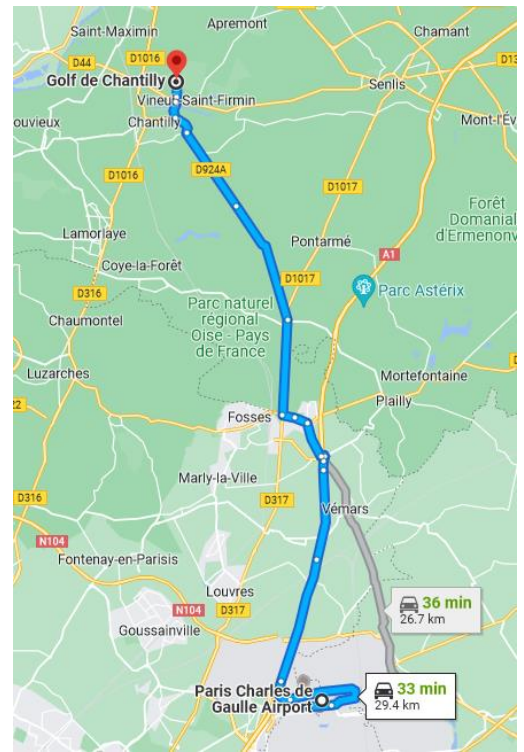 Apremont
Saint-Maximin
Chamant
D44
D1016
D13
Golf de Chantilly
Senlis
Vineuil-Saint-Firmin
ouvieux
Chantilly
Mont-l'Év
D924A
D1016
D1017
Forêt
Domanial
d'Ermenonv
Lamorlaye
Pontarmé
A1
Coye-la-Forêt
D316
D1017
Parc Astérix
Parc naturel
régional
Oise - Pays
de France
Chaumontel
Luzarches
Mortefontaine
Plailly
22
Fosses
Marly-la-Ville
D316
D317
Vémars
N104
Fontenay-en-Parisis
Louvres
N104
D317
Goussainville
36 min
26.7 km
Paris Charles de
Gaulle Airport
33 min
29.4 km